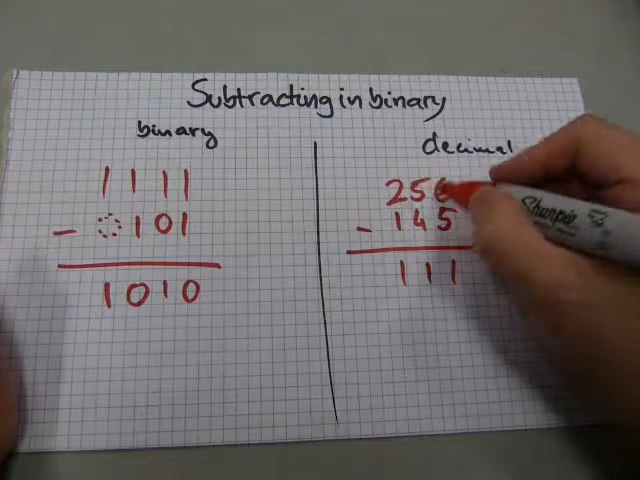 Subtracting in binary
binary
1111
- 0101
1010
decimal
256
- 145
111
Sharpie